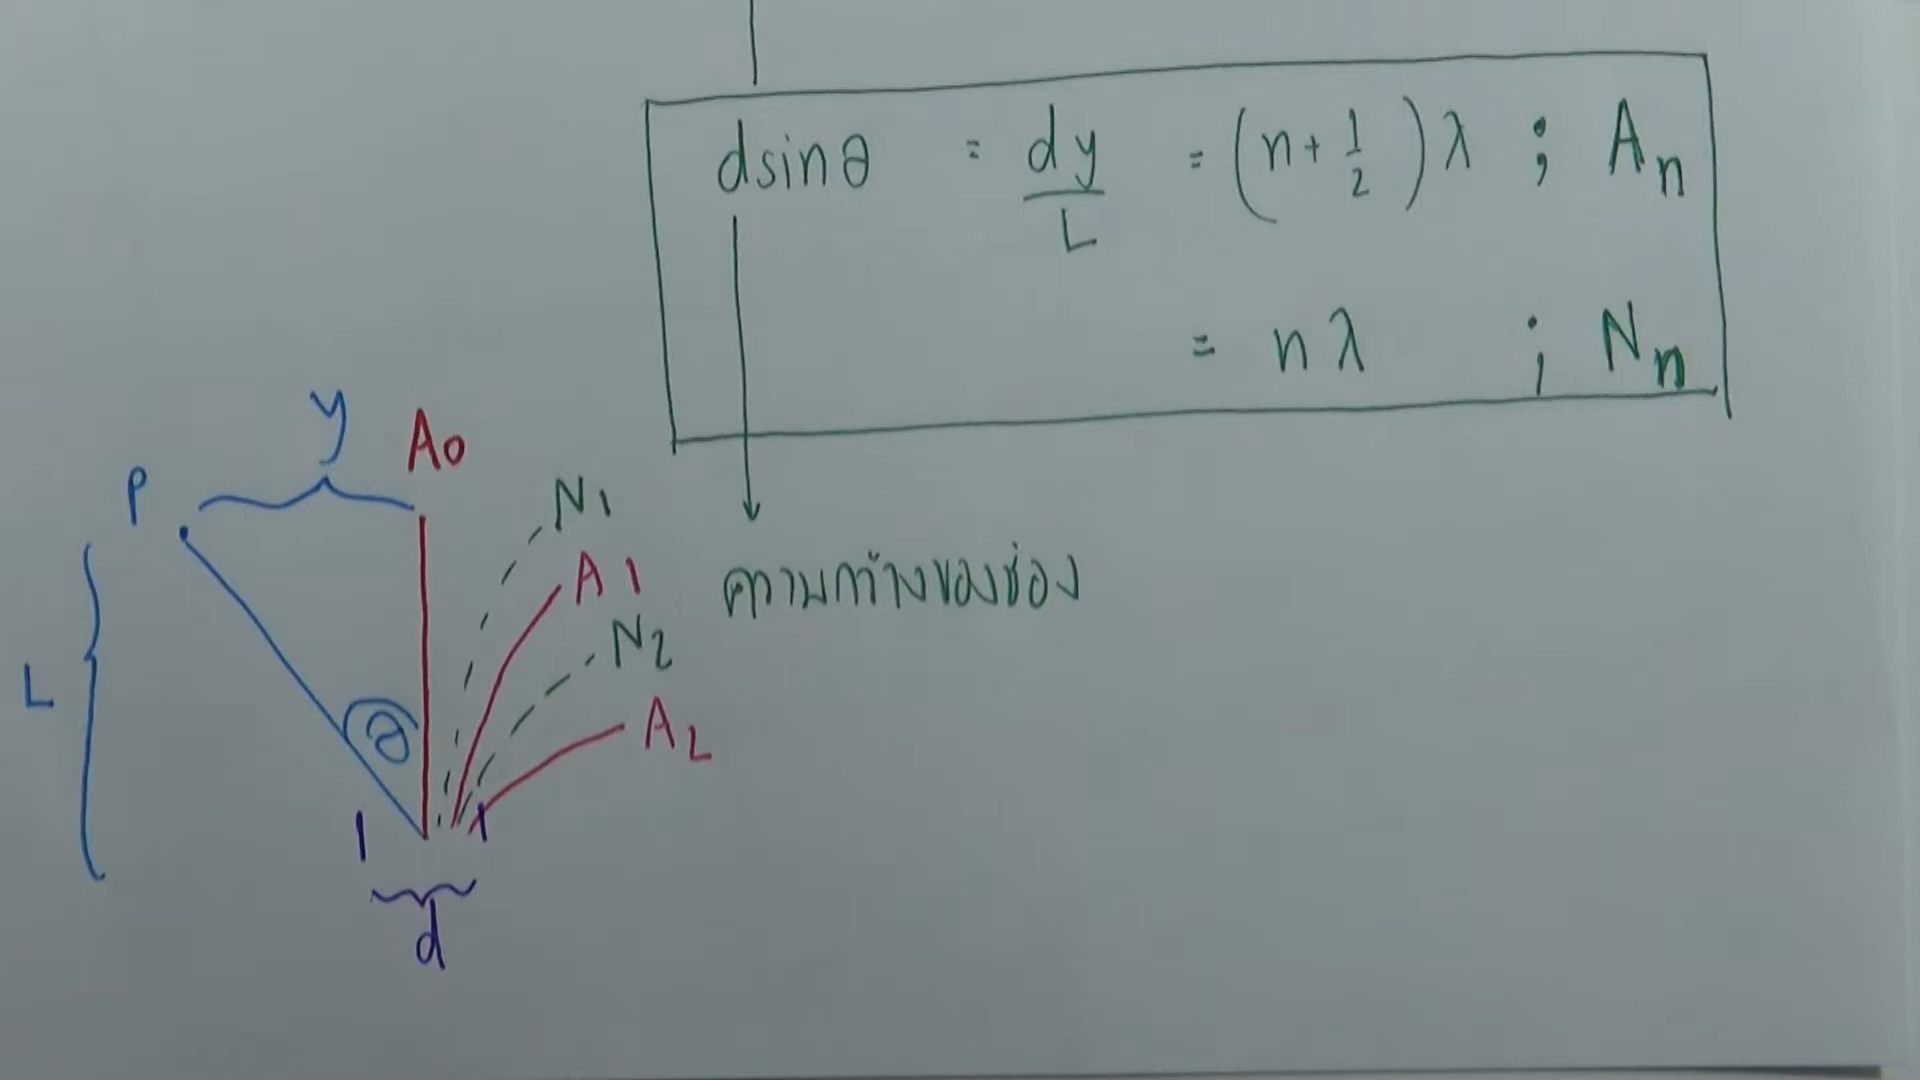 dsinθ = dy/L = (n + 1/2)λ ; An
= nλ ; Nn
y
A0
P
N1
A1
ความกว้างของช่อง
N2
L
θ
AL
d